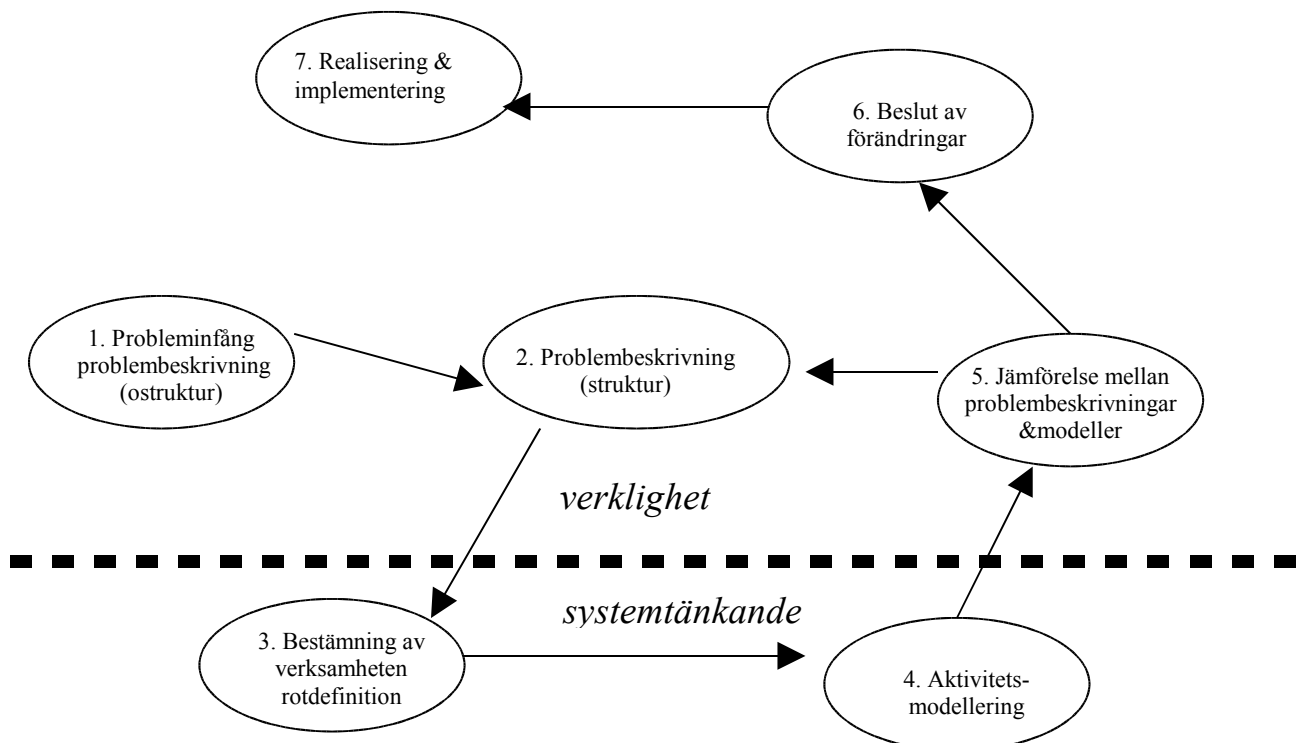 7. Realisering &
implementering
6. Beslut av
förändringar
1. Probleminfång
problembeskrivning
(ostruktur)
2. Problembeskrivning
(struktur)
5. Jämförelse mellan
problembeskrivningar
&modeller
verklighet
systemtänkande
3. Bestämning av
verksamheten
rotdefinition
4. Aktivitets-
modellering